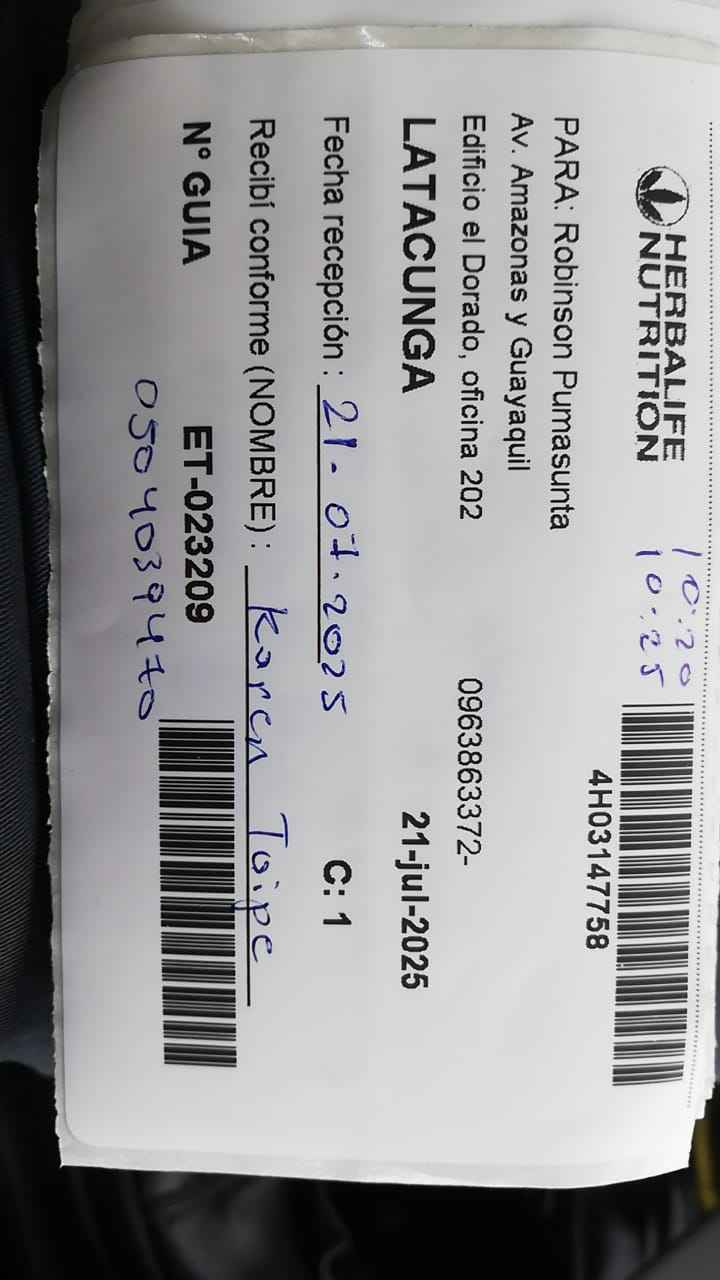 HERBALIFE
NUTRITION
10:20
10:25
4H03147758
PARA: Robinson Pumasunta
Av. Amazonas y Guayaquil
Edificio el Dorado, oficina 202 0963863372-
LATACUNGA 21-jul-2025
Fecha recepción : 21-07-2025 C: 1
Recibí conforme (NOMBRE) : Karen Toipe
N° GUIA ET-023209
0504039470